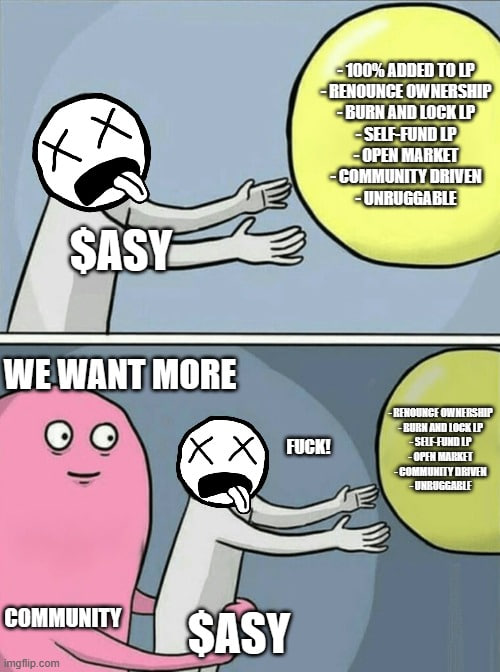 - 100% ADDED TO LP
- RENOUNCE OWNERSHIP
- BURN AND LOCK LP
- SELF-FUND LP
- OPEN MARKET
- COMMUNITY DRIVEN
- UNRUGGABLE
$ASY
WE WANT MORE
- RENOUNCE OWNERSHIP
- BURN AND LOCK LP
- SELF-FUND LP
- OPEN MARKET
- COMMUNITY DRIVEN
- UNRUGGABLE
FUCK!
COMMUNITY
$ASY
imgflip.com